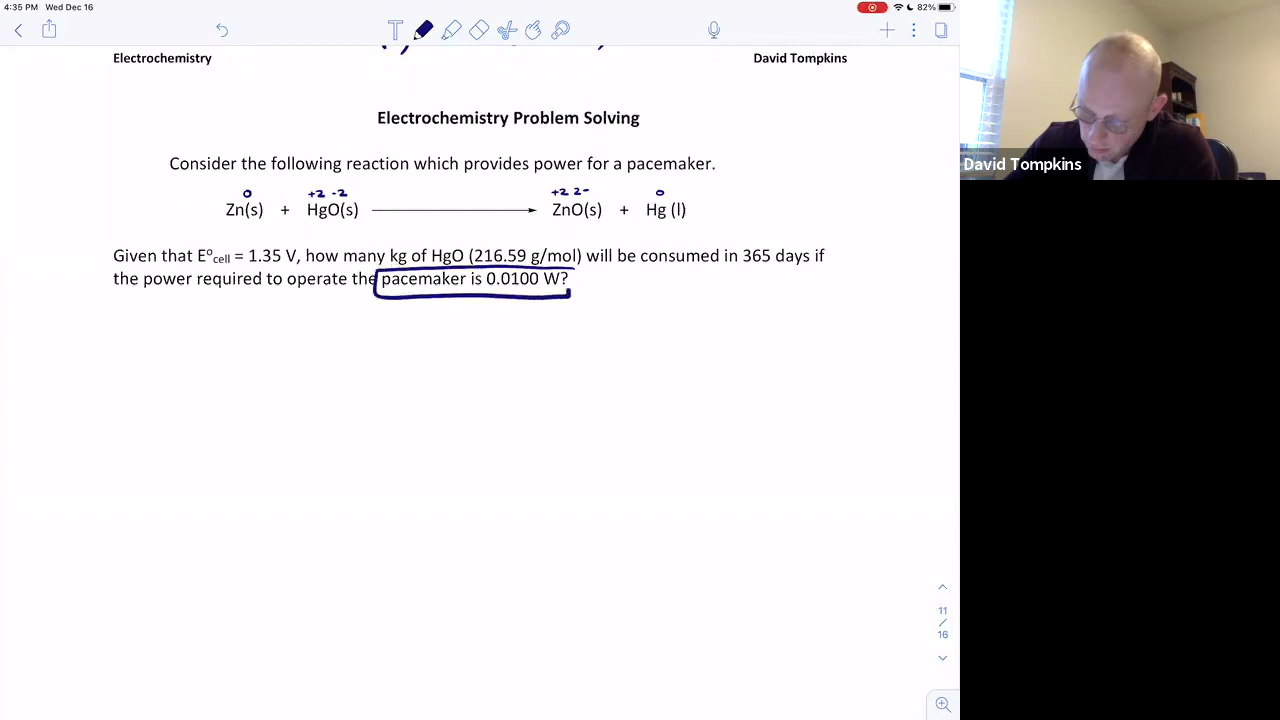 4:35 PM Wed Dec 16
82%
Electrochemistry
David Tompkins
Electrochemistry Problem Solving
Consider the following reaction which provides power for a pacemaker.
0 +2 -2 +2 2- 0
Zn(s) + HgO(s) ZnO(s) + Hg (l)
Given that E°cell = 1.35 V, how many kg of HgO (216.59 g/mol) will be consumed in 365 days if
the power required to operate the pacemaker is 0.0100 W?
11
/
16
David Tompkins